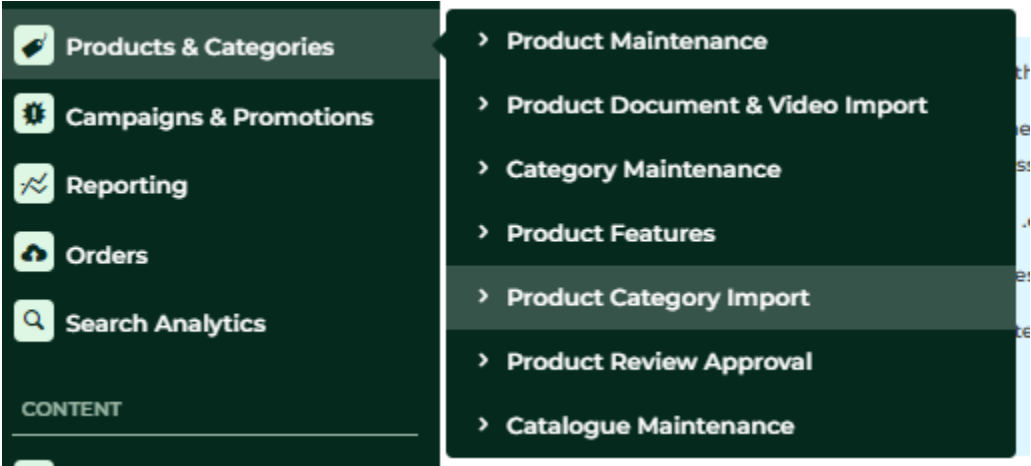 Products & Categories
Campaigns & Promotions
Reporting
Orders
Search Analytics
CONTENT
Product Maintenance
Product Document & Video Import
Category Maintenance
Product Features
Product Category Import
Product Review Approval
Catalogue Maintenance